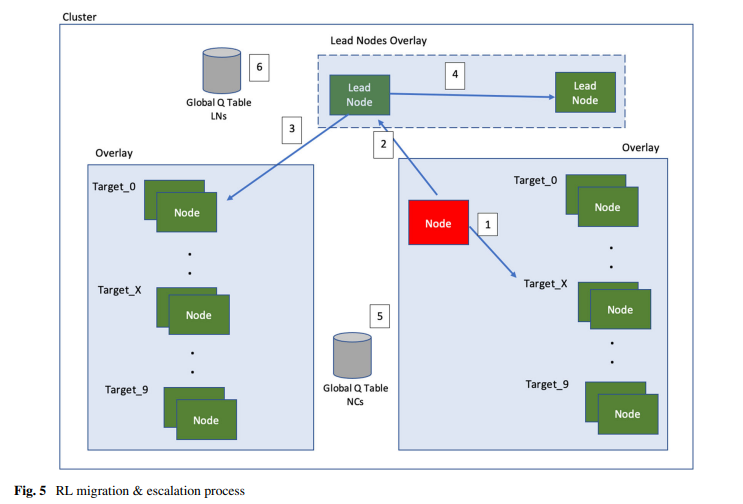 Cluster
Lead Nodes Overlay
6
4
Lead
Node
Lead
Node
Global Q Table
LNs
3
2
Overlay
Overlay
Target_0
Node
Target_0
Node
Node
1
Target_X
Node
Target_X
Node
5
Global Q Table
NCs
Target_9
Node
Target_9
Node
Fig. 5 RL migration & escalation process